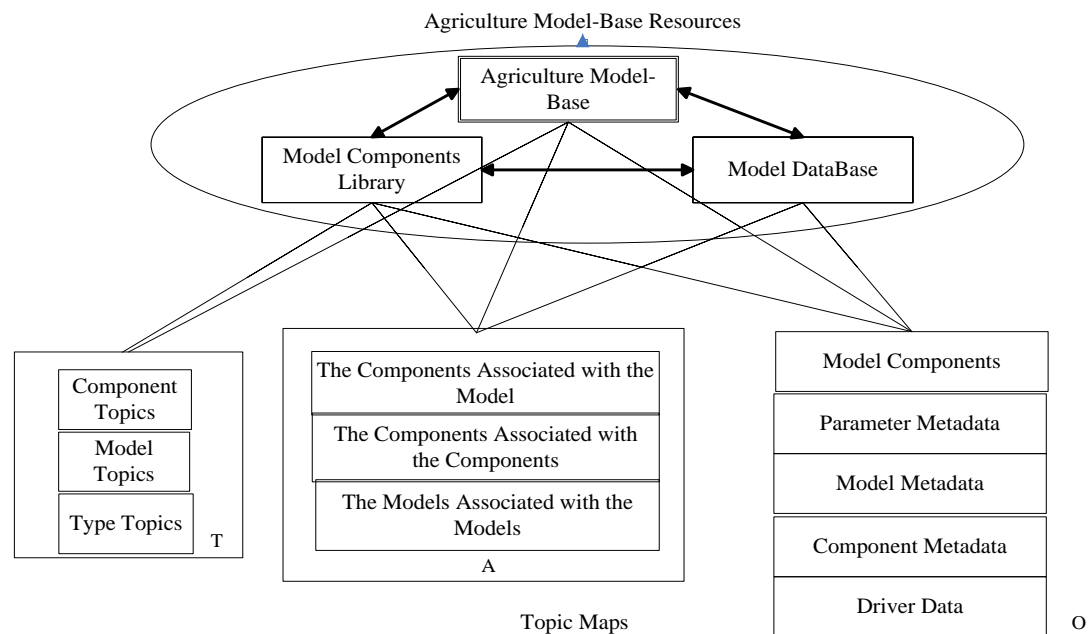 Agriculture Model-Base Resources
Agriculture Model-
Base
Model Components
Library
Model DataBase
Component
Topics
Model
Topics
Type Topics
T
The Components Associated with the
Model
The Components Associated with
the Components
The Models Associated with the
Models
A
Model Components
Parameter Metadata
Model Metadata
Component Metadata
Driver Data
O
Topic Maps